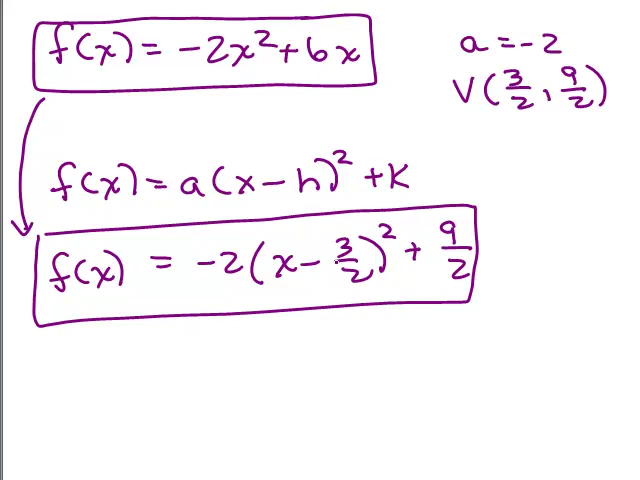 f(x) = -2x² + 6x
a = -2
V(3/2, 9/2)
f(x) = a(x - h)² + k
f(x) = -2(x - 3/2)² + 9/2